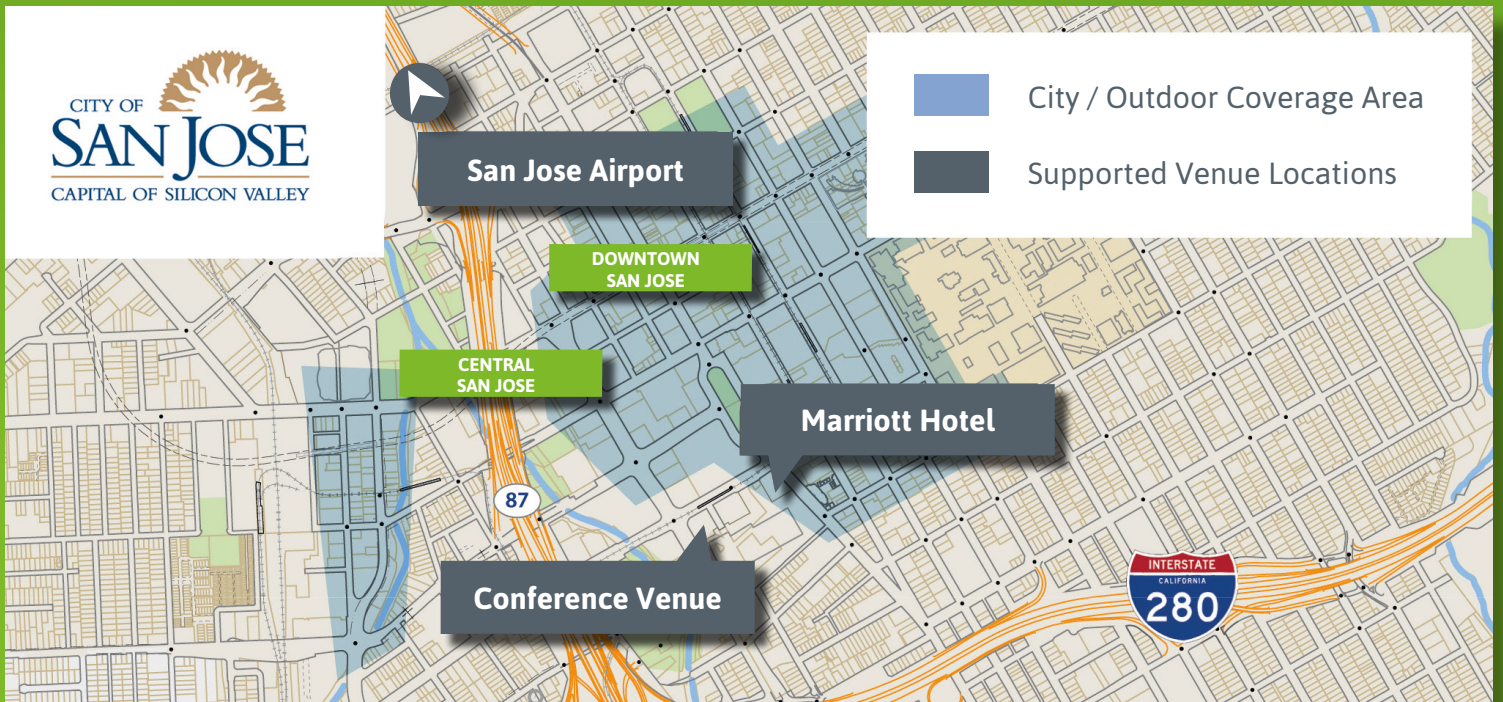 CITY OF
SAN JOSE
CAPITAL OF SILICON VALLEY
City / Outdoor Coverage Area
Supported Venue Locations
San Jose Airport
DOWNTOWN
SAN JOSE
CENTRAL
SAN JOSE
Marriott Hotel
87
Conference Venue
INTERSTATE
CALIFORNIA
280